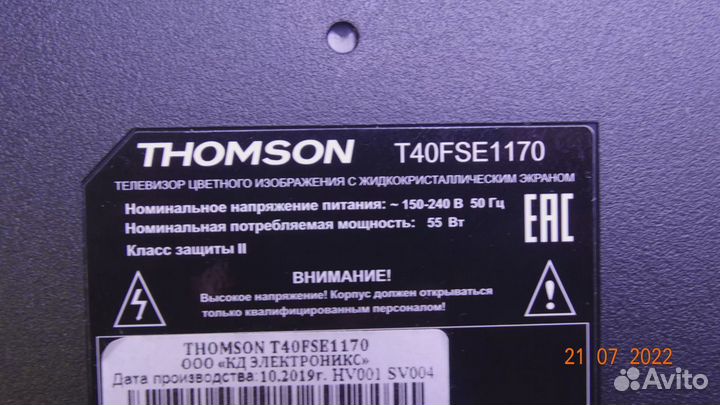 THOMSON T40FSE1170
ТЕЛЕВИЗОР ЦВЕТНОГО ИЗОБРАЖЕНИЯ С ЖИДКОКРИСТАЛЛИЧЕСКИМ ЭКРАНОМ
Номинальное напряжение питания: ~ 150-240 В 50 Гц
Номинальная потребляемая мощность: 55 Вт
Класс защиты II
EAC
ВНИМАНИЕ!
Высокое напряжение! Корпус должен открываться
только квалифицированным персоналом!
THOMSON T40FSE1170
ООО «КД ЭЛЕКТРОНИКС»
Дата производства:10.2019г. HV001 SV004
21 07 2022
Avito